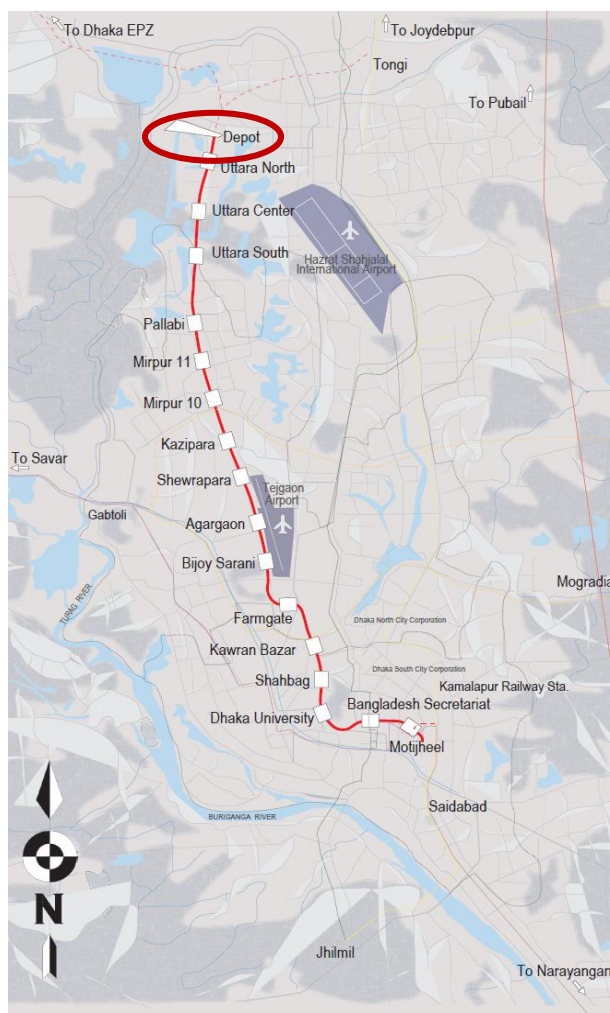 To Dhaka EPZ
To Joydebpur
Tongi
To Pubail
Depot
Uttara North
Uttara Center
Uttara South
Hazrat Shahjalal
International Airport
Pallabi
Mirpur 11
Mirpur 10
Kazipara
To Savar
Shewrapara
Tejgaon
Airport
Gabtoli
Agargaon
Bijoy Sarani
Mogradia
TURAG RIVER
Farmgate
Dhaka North City Corporation
Kawran Bazar
Dhaka South City Corporation
Shahbag
Kamalapur Railway Sta.
Bangladesh Secretariat
Dhaka University
Motijheel
Saidabad
BURIGANGA RIVER
N
Jhilmil
To Narayangan